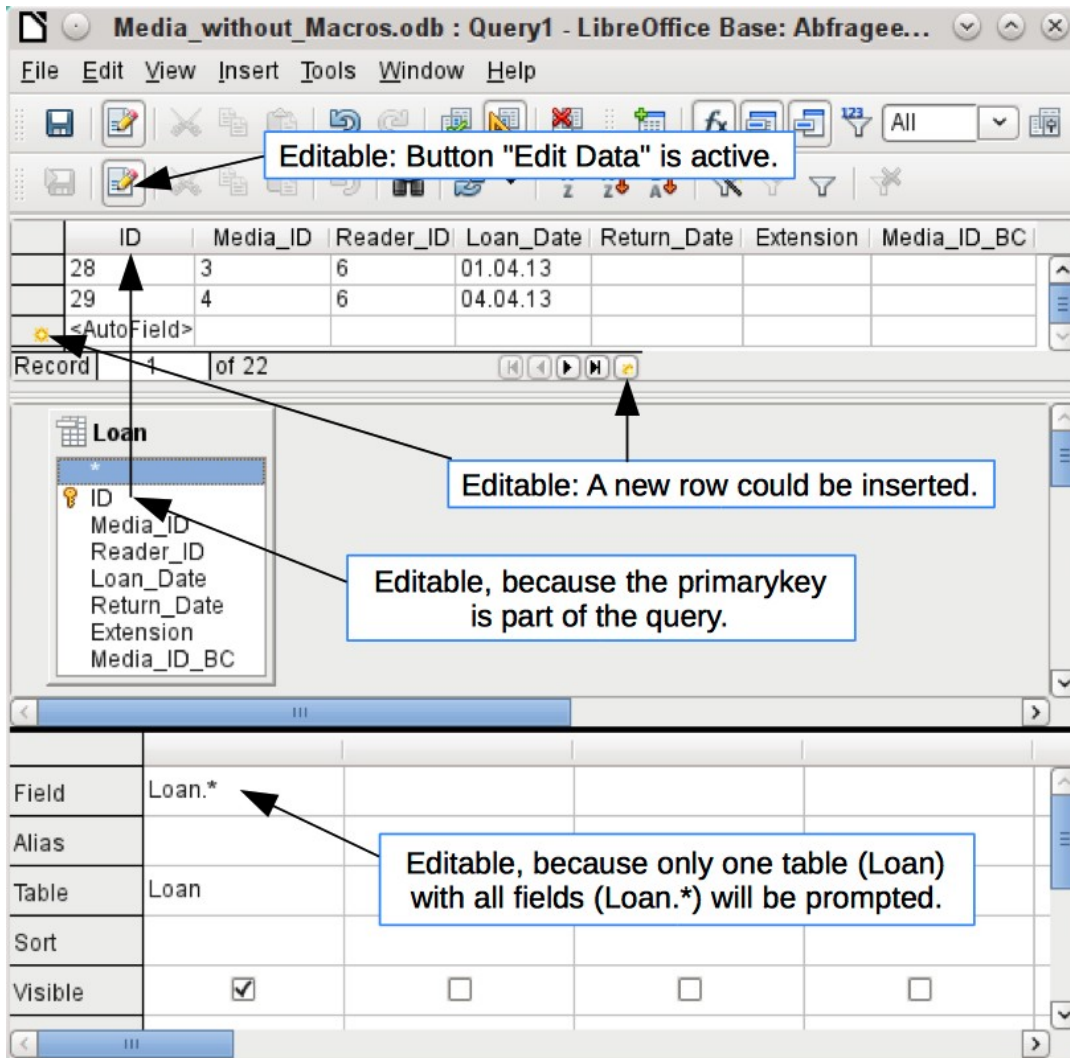 Media_without_Macros.odb : Query1 - LibreOffice Base: Abfragee...
File Edit View Insert Tools Window Help
All
Editable: Button "Edit Data" is active.
ID Media_ID Reader_ID Loan_Date Return_Date Extension Media_ID_BC
28 3 6 01.04.13
29 4 6 04.04.13
<AutoField>
Record 1 of 22
Loan
*
ID
Media_ID
Reader_ID
Loan_Date
Return_Date
Extension
Media_ID_BC
Editable: A new row could be inserted.
Editable, because the primarykey
is part of the query.
Field Loan.*
Alias
Table Loan
Sort
Visible
Editable, because only one table (Loan)
with all fields (Loan.*) will be prompted.